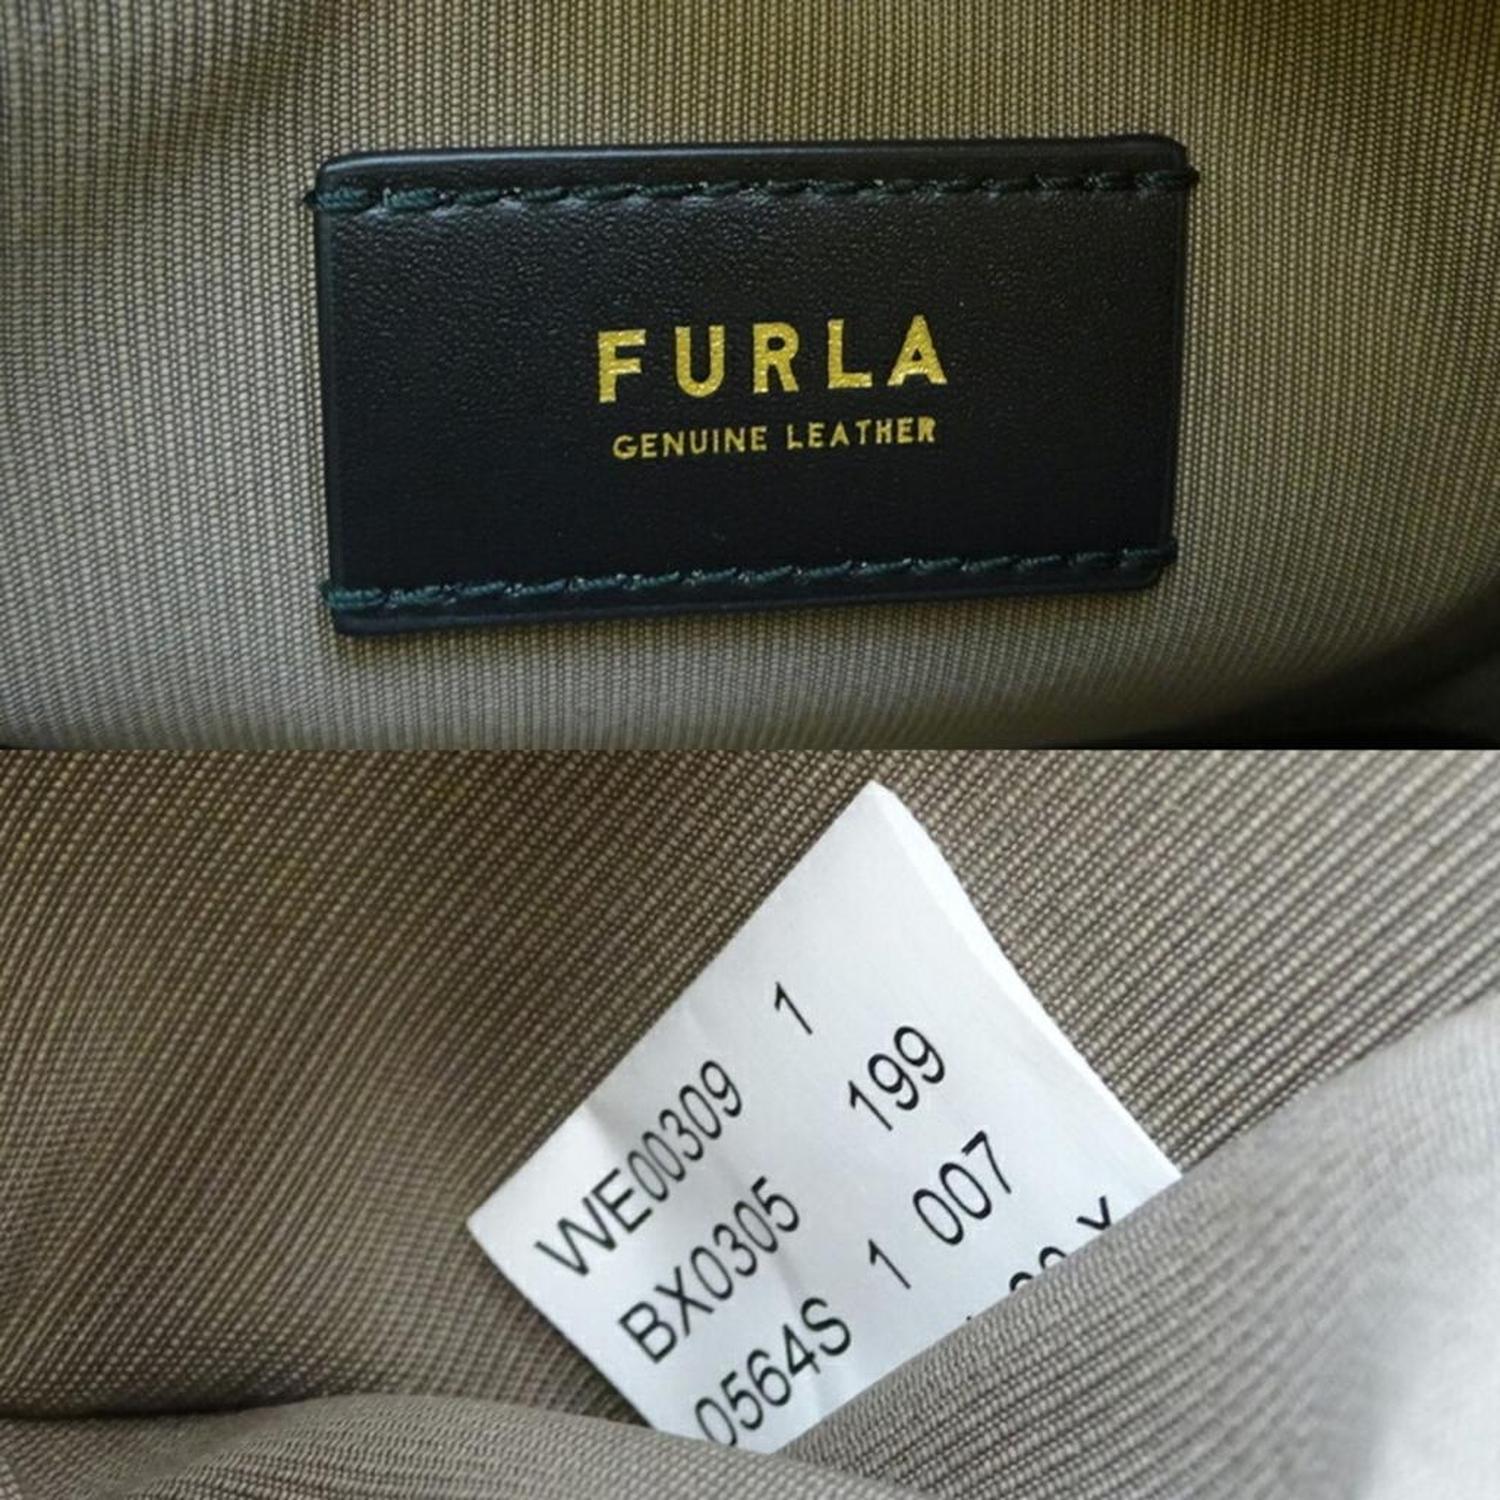 FURLA
GENUINE LEATHER
WE00309 1
BX0305 199
0564S 1 007